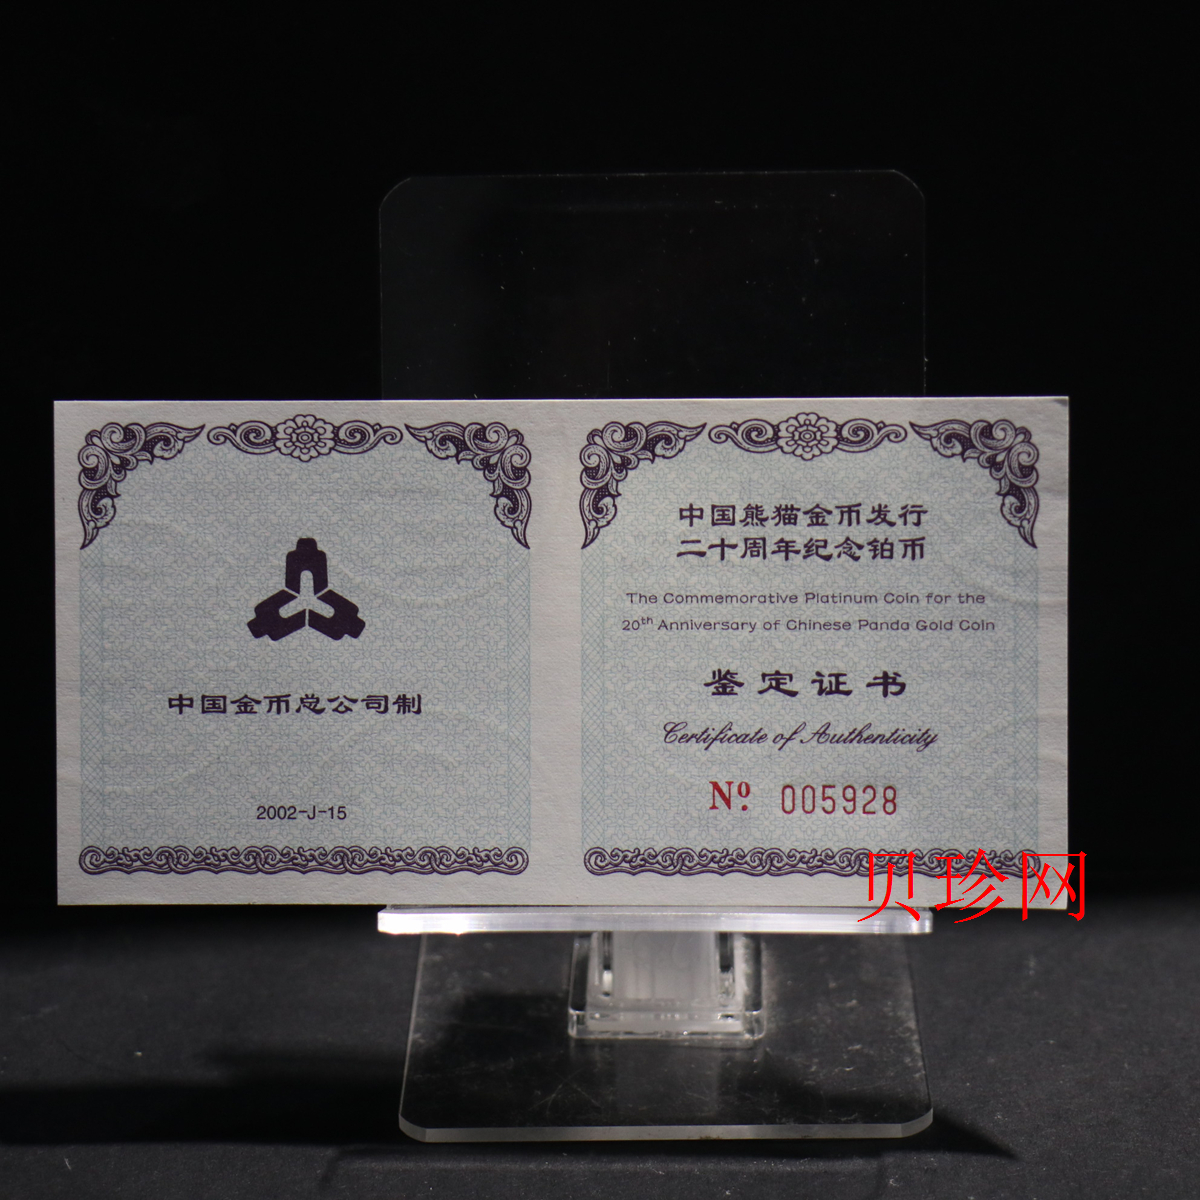 中国金币总公司制
2002-J-15
中国熊猫金币发行
二十周年纪念铂币
The Commemorative Platinum Coin for the
20th Anniversary of Chinese Panda Gold Coin
鉴定证书
Certificate of Authenticity
Nº. 005928
贝珍网